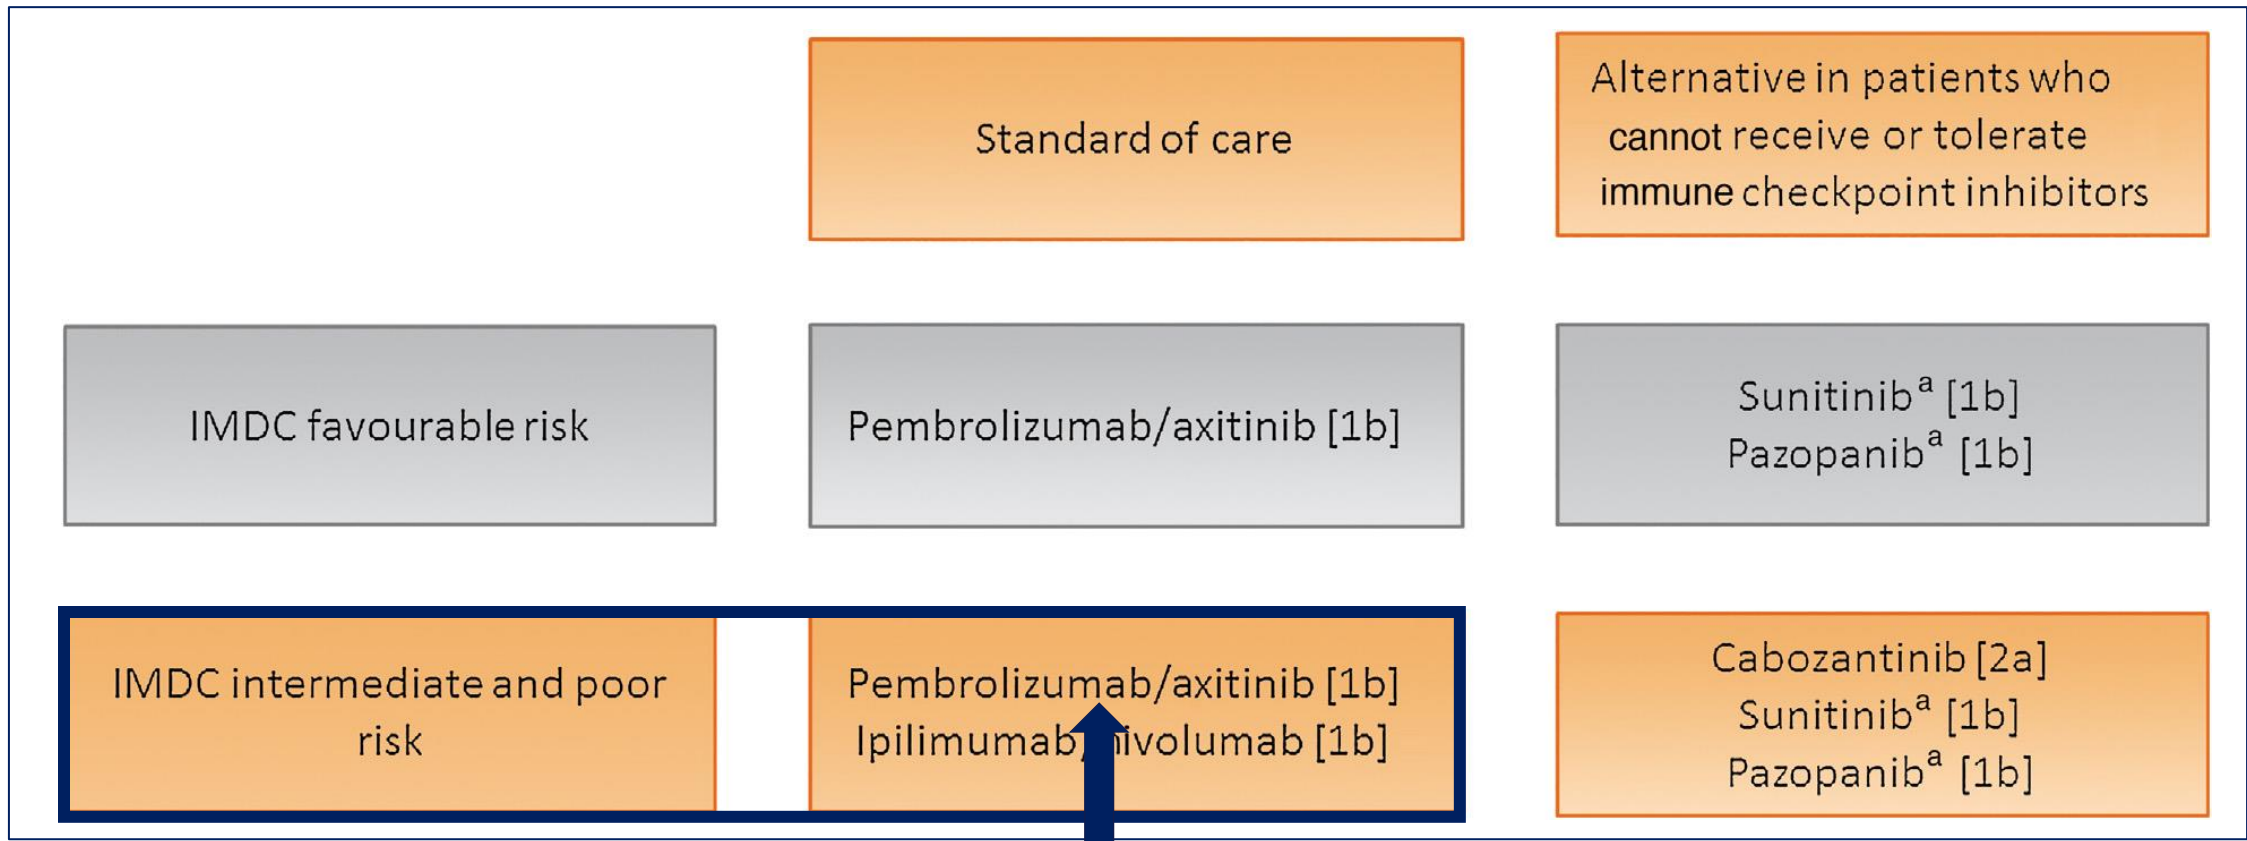 Standard of care
Alternative in patients who
cannot receive or tolerate
immune checkpoint inhibitors
IMDC favourable risk
Pembrolizumab/axitinib [1b]
Sunitinibᵃ [1b]
Pazopanibᵃ [1b]
IMDC intermediate and poor
risk
Pembrolizumab/axitinib [1b]
Ipilimumab/nivolumab [1b]
Cabozantinib [2a]
Sunitinibᵃ [1b]
Pazopanibᵃ [1b]